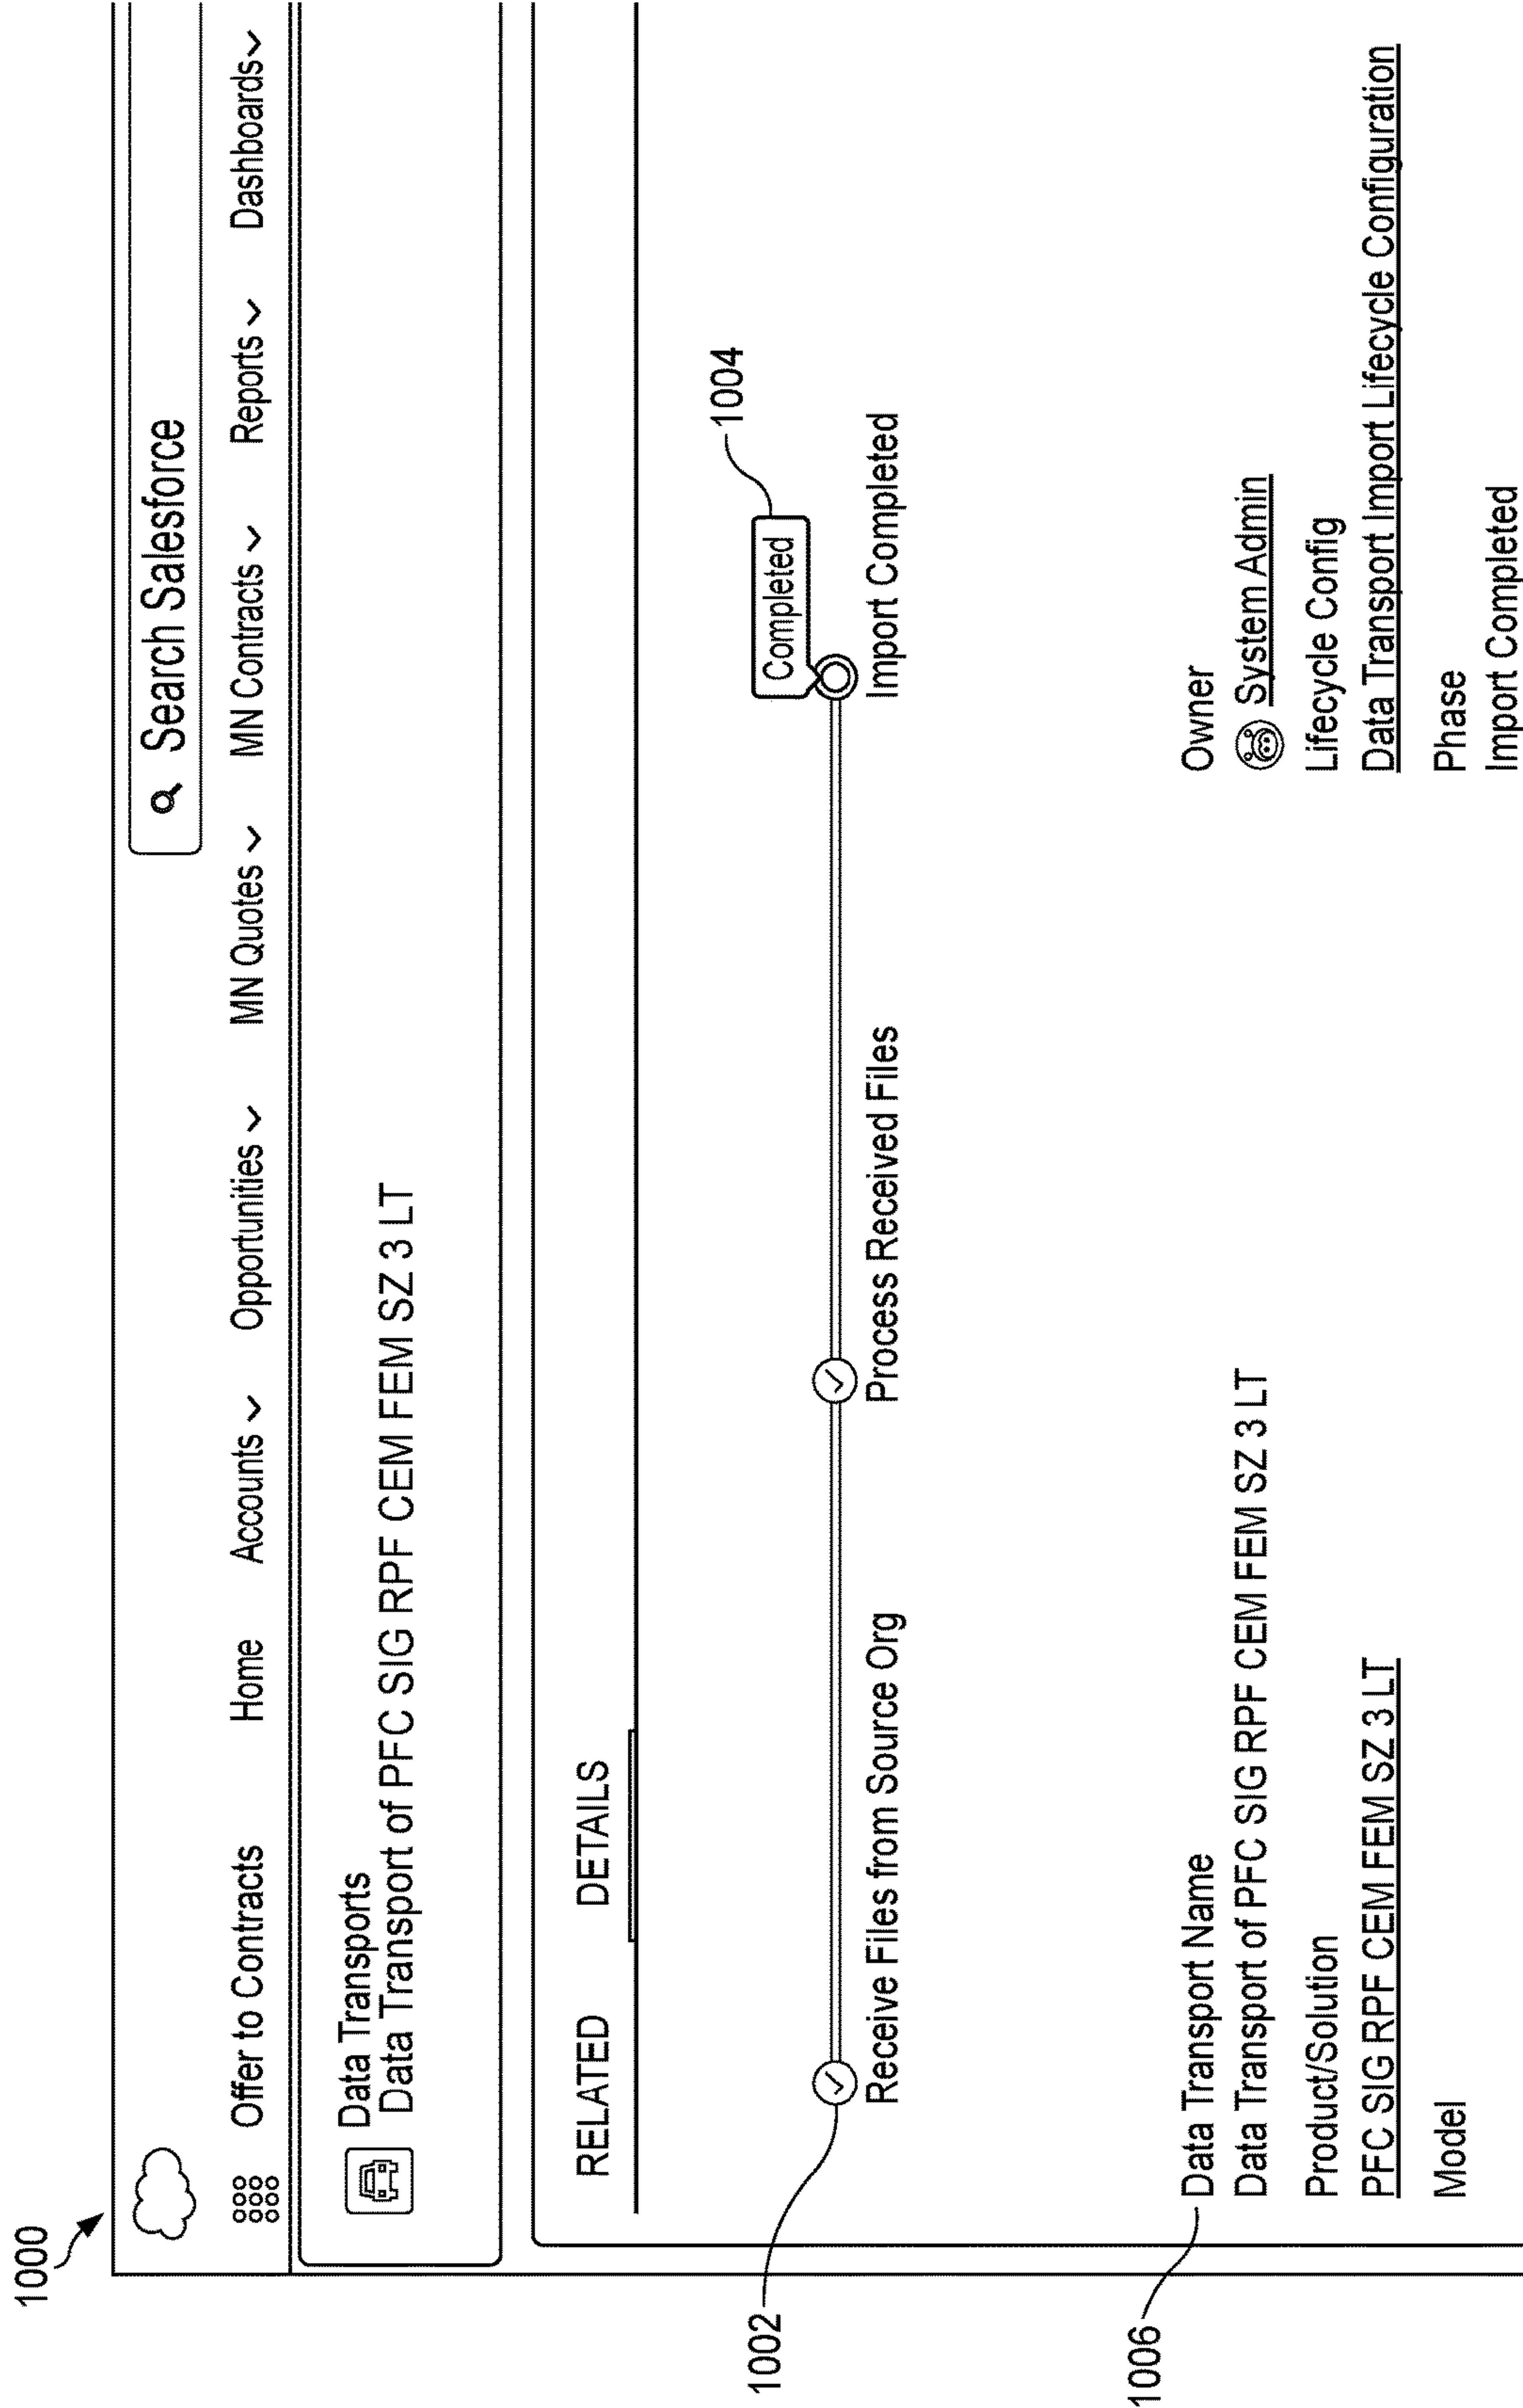 1000
Search Salesforce
Offer to Contracts Home Accounts Opportunities MN Quotes MN Contracts Reports Dashboards
Data Transports
Data Transport of PFC SIG RPF CEM FEM SZ 3 LT
RELATED DETAILS
1002
1004
Completed
Receive Files from Source Org Process Received Files Import Completed
1006
Data Transport Name
Data Transport of PFC SIG RPF CEM FEM SZ 3 LT
Product/Solution
PFC SIG RPF CEM FEM SZ 3 LT
Model
Owner
System Admin
Lifecycle Config
Data Transport Import Lifecycle Configuration
Phase
Import Completed